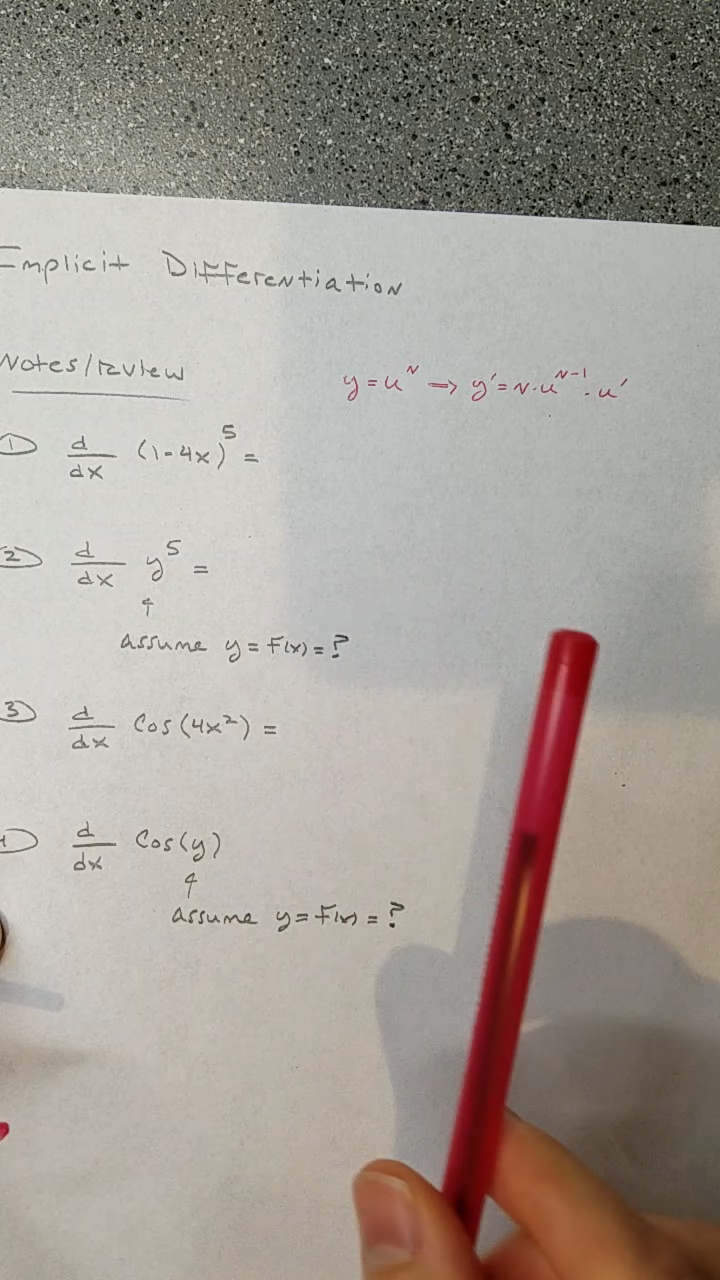 Implicit Differentiation
Notes/Review
y = u^N → y' = N·u^(N-1)·u'
① d/dx (1-4x)^5 =
② d/dx y^5 =
↑
assume y = F(x) = ?
③ d/dx Cos(4x²) =
④ d/dx Cos(y)
↑
assume y = F(x) = ?